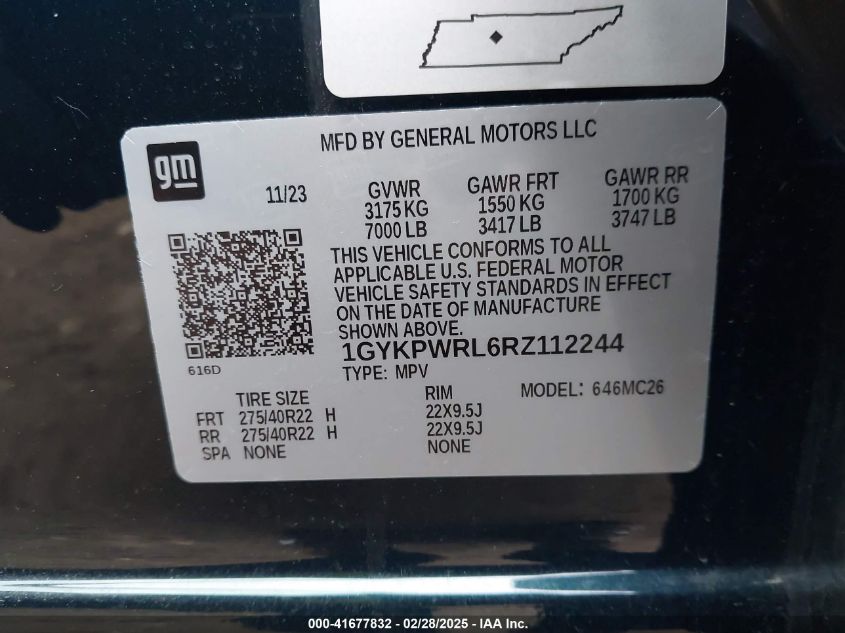 MFD BY GENERAL MOTORS LLC
gm
11/23
GVWR GAWR FRT GAWR RR
3175 KG 1550 KG 1700 KG
7000 LB 3417 LB 3747 LB
THIS VEHICLE CONFORMS TO ALL
APPLICABLE U.S. FEDERAL MOTOR
VEHICLE SAFETY STANDARDS IN EFFECT
ON THE DATE OF MANUFACTURE
SHOWN ABOVE.
1GYKPWRL6RZ112244
616D
TYPE: MPV
TIRE SIZE RIM MODEL: 646MC26
FRT 275/40R22 H 22X9.5J
RR 275/40R22 H 22X9.5J
SPA NONE NONE
000-41677832 - 02/28/2025 - IAA Inc.